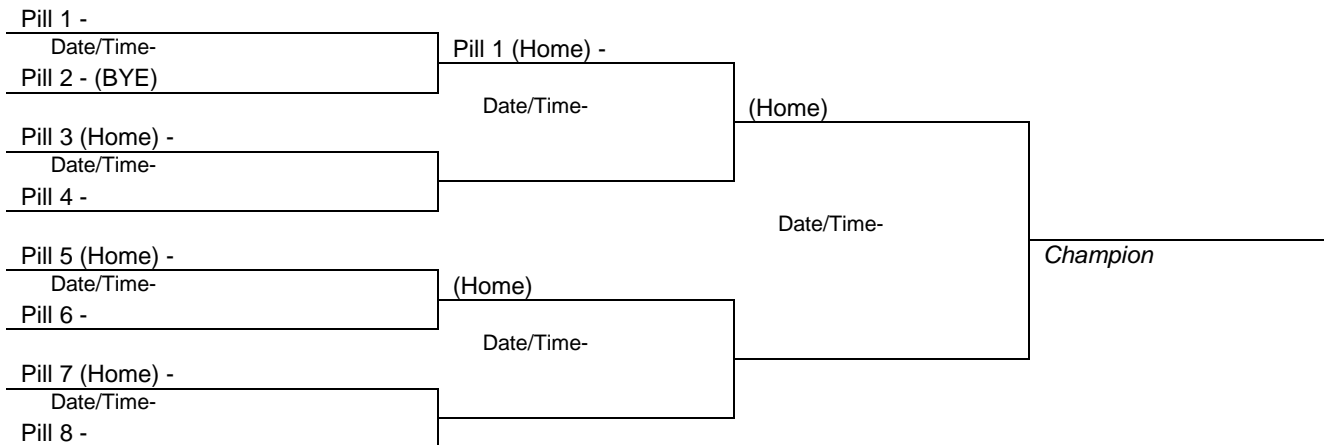 Pill 1 -
Date/Time-
Pill 1 (Home) -
Pill 2 - (BYE)
Date/Time-
(Home)
Pill 3 (Home) -
Date/Time-
Pill 4 -
Date/Time-
Pill 5 (Home) -
Champion
Date/Time-
(Home)
Pill 6 -
Date/Time-
Pill 7 (Home) -
Date/Time-
Pill 8 -